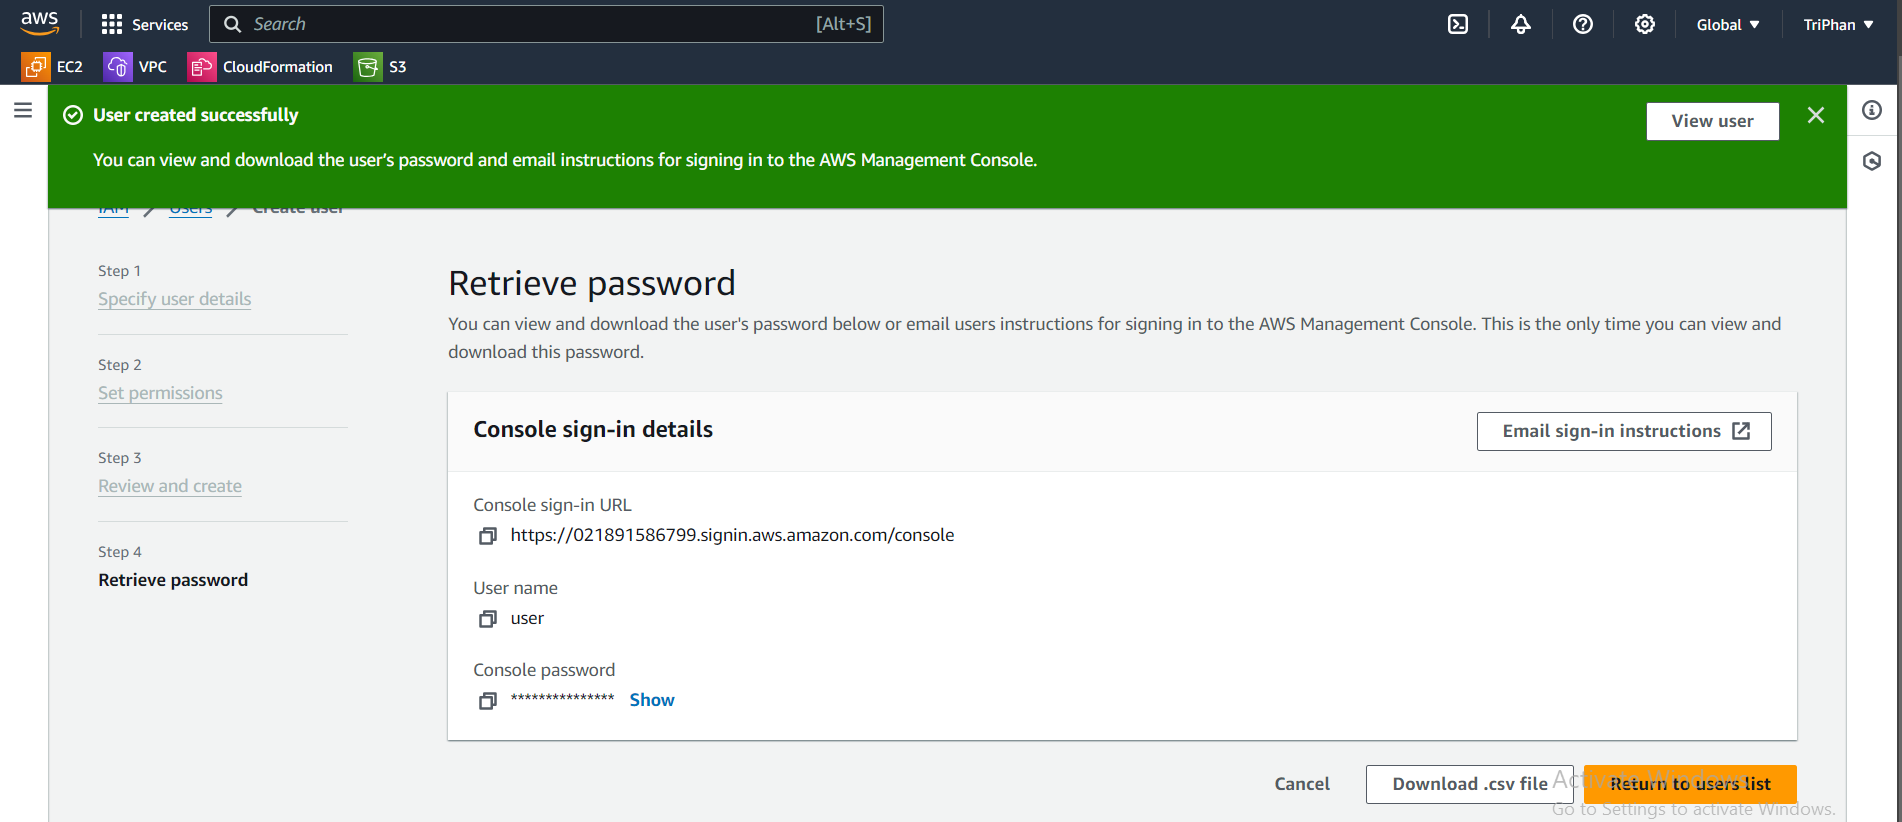 aws
Services
Search
[Alt+S]
Global
TriPhan
EC2
VPC
CloudFormation
S3
User created successfully
You can view and download the user's password and email instructions for signing in to the AWS Management Console.
View user
IAM
Users
Create user
Step 1
Specify user details
Step 2
Set permissions
Step 3
Review and create
Step 4
Retrieve password
Retrieve password
You can view and download the user's password below or email users instructions for signing in to the AWS Management Console. This is the only time you can view and
download this password.
Console sign-in details
Email sign-in instructions
Console sign-in URL
https://021891586799.signin.aws.amazon.com/console
User name
user
Console password
***************
Show
Cancel
Download .csv file
Return to users list
Activate Windows
Go to Settings to activate Windows.